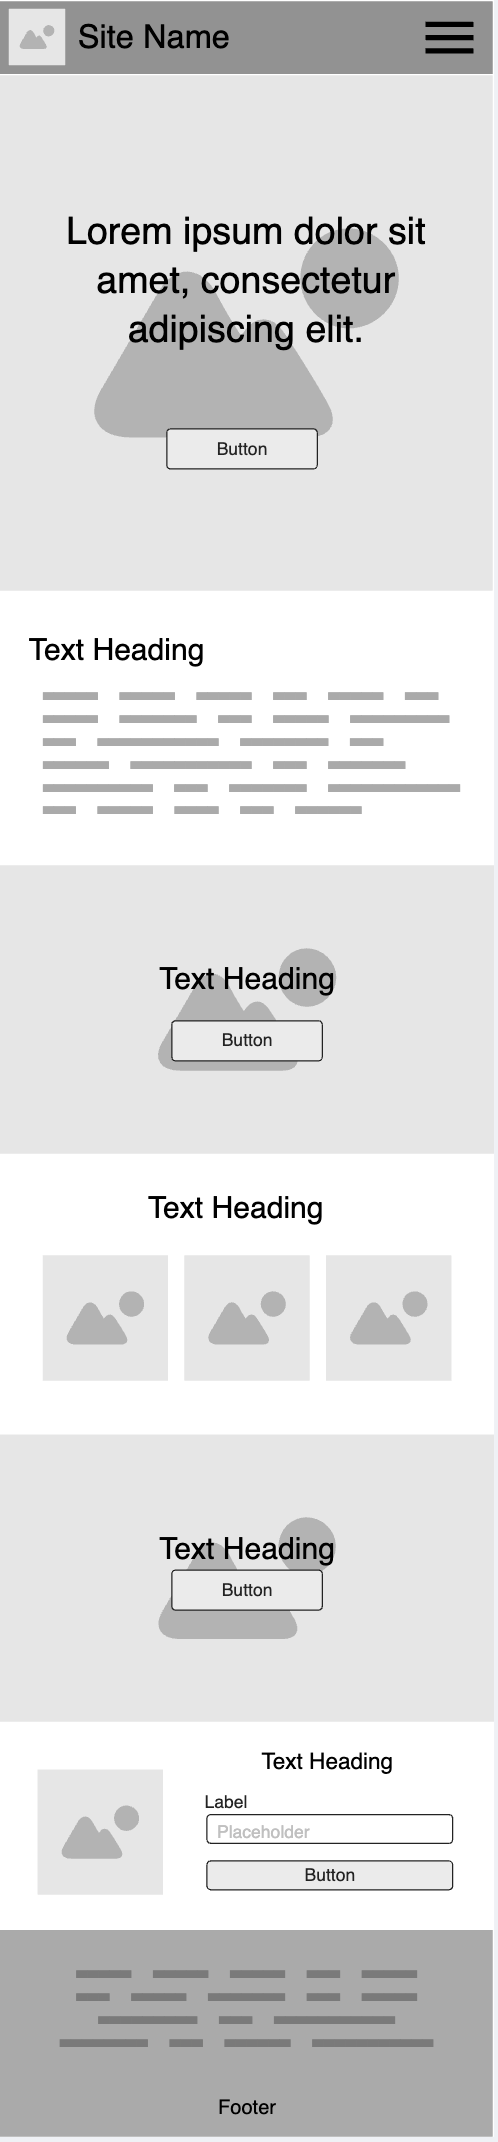 Site Name
Lorem ipsum dolor sit
amet, consectetur
adipiscing elit.
Button
Text Heading
Text Heading
Button
Text Heading
Text Heading
Button
Text Heading
Label
Placeholder
Button
Footer